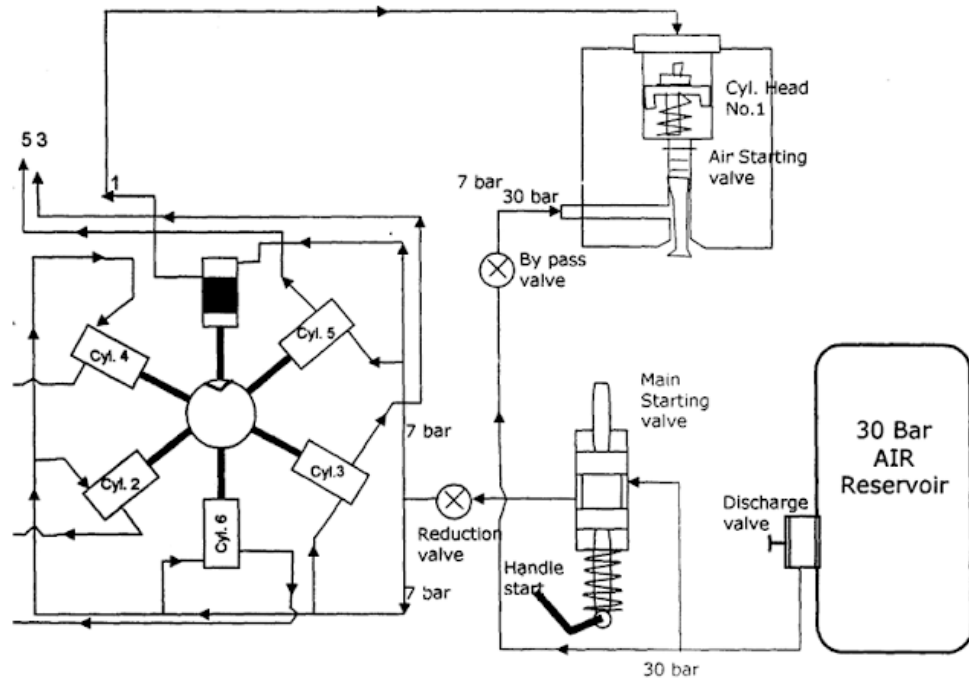 Cyl. Head
No.1
5 3
Air Starting
valve
1
7 bar
30 bar
By pass
valve
Cyl. 5
Cyl. 4
Main
Starting
valve
7 bar
30 Bar
AIR
Reservoir
Cyl.3
Cyl. 2
Discharge
valve
Cyl. 6
Reduction
valve
Handle
start
7 bar
30 bar